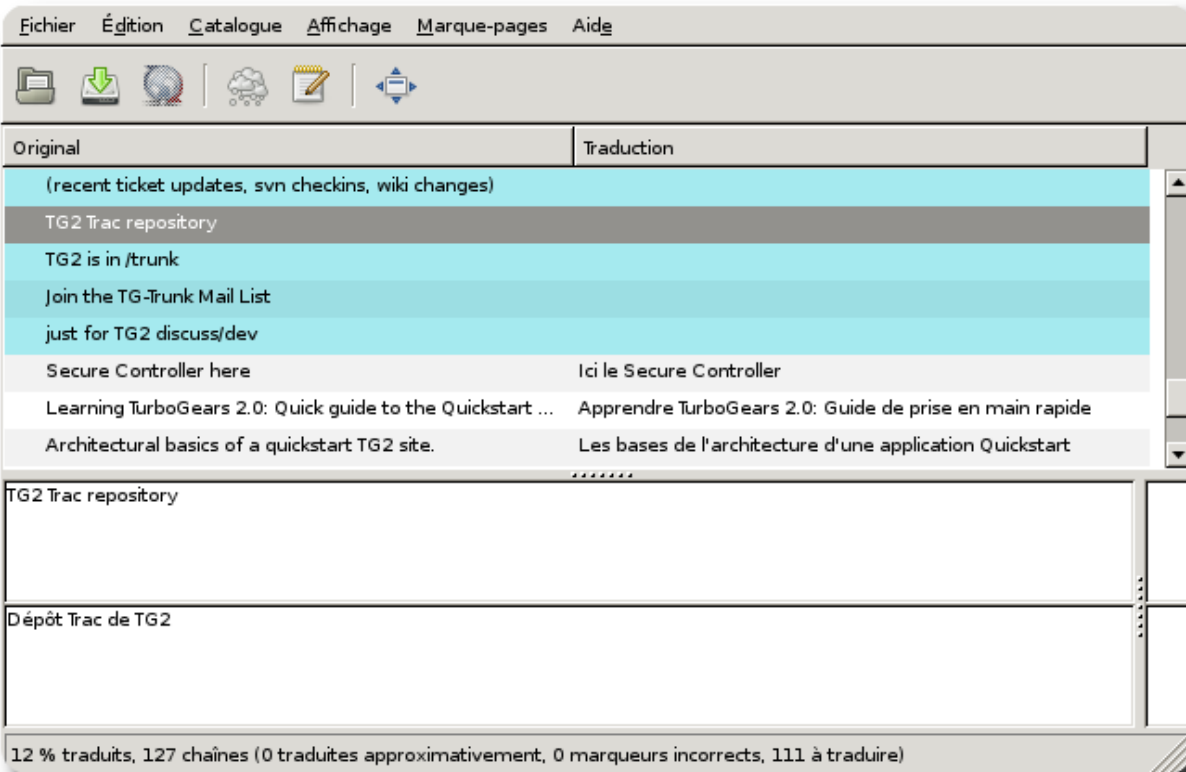 Fichier Édition Catalogue Affichage Marque-pages Aide
Original Traduction
(recent ticket updates, svn checkins, wiki changes)
TG2 Trac repository
TG2 is in /trunk
Join the TG-Trunk Mail List
just for TG2 discuss/dev
Secure Controller here Ici le Secure Controller
Learning TurboGears 2.0: Quick guide to the Quickstart ... Apprendre TurboGears 2.0: Guide de prise en main rapide
Architectural basics of a quickstart TG2 site. Les bases de l'architecture d'une application Quickstart
TG2 Trac repository
Dépôt Trac de TG2
12 % traduits, 127 chaînes (0 traduites approximativement, 0 marqueurs incorrects, 111 à traduire)